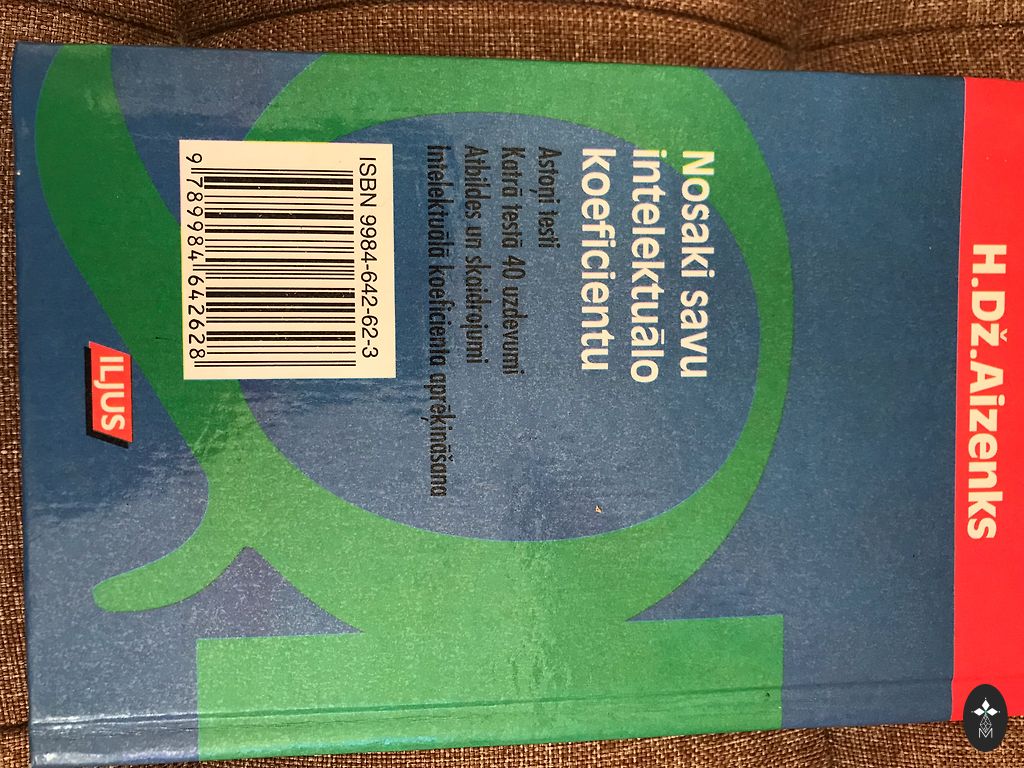 H.Dž.Aizenks
Nosaki savu
intelektuālo
koeficientu
Astoņi testi
Katrā testā 40 uzdevumi
Atbildes un skaidrojumi
Intelektuālā koeficienta aprēķināšana
ISBN 9984-642-62-3
9 789984 642628
ILJUS
M